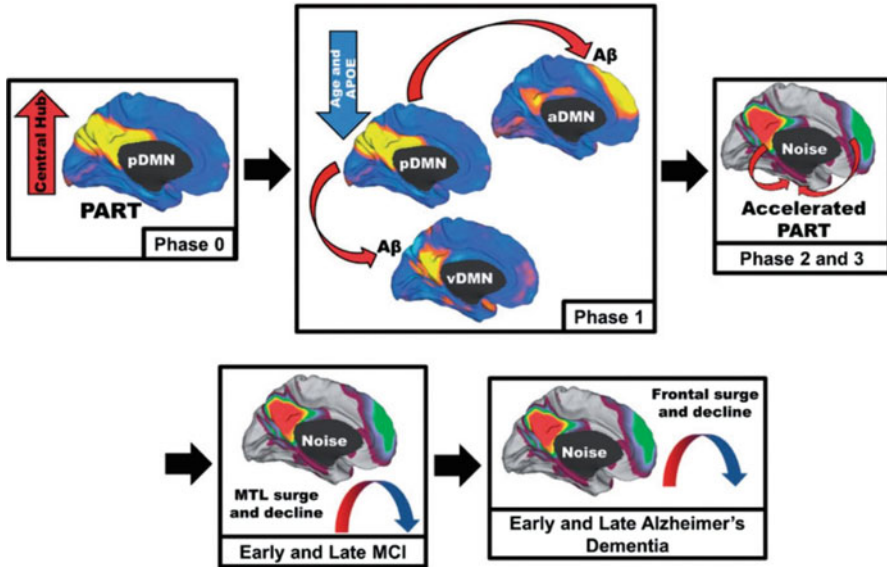 Central Hub
pDMN
PART
Phase 0
Age and
APOE
Aβ
aDMN
pDMN
Aβ
vDMN
Phase 1
Noise
Accelerated
PART
Phase 2 and 3
Noise
MTL surge
and decline
Early and Late MCI
Frontal surge
and decline
Noise
Early and Late Alzheimer's
Dementia